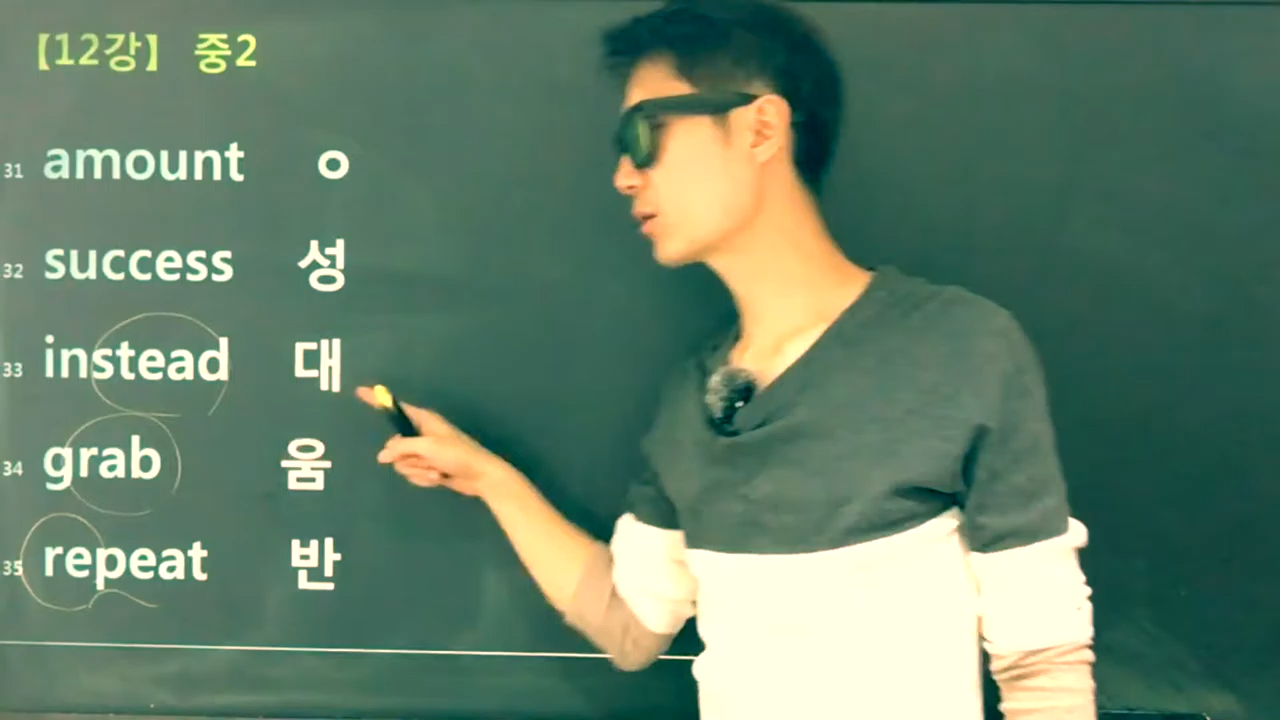 【12강】 중2
31 amount ㅇ
32 success 성
33 instead 대
34 grab 움
35 repeat 반